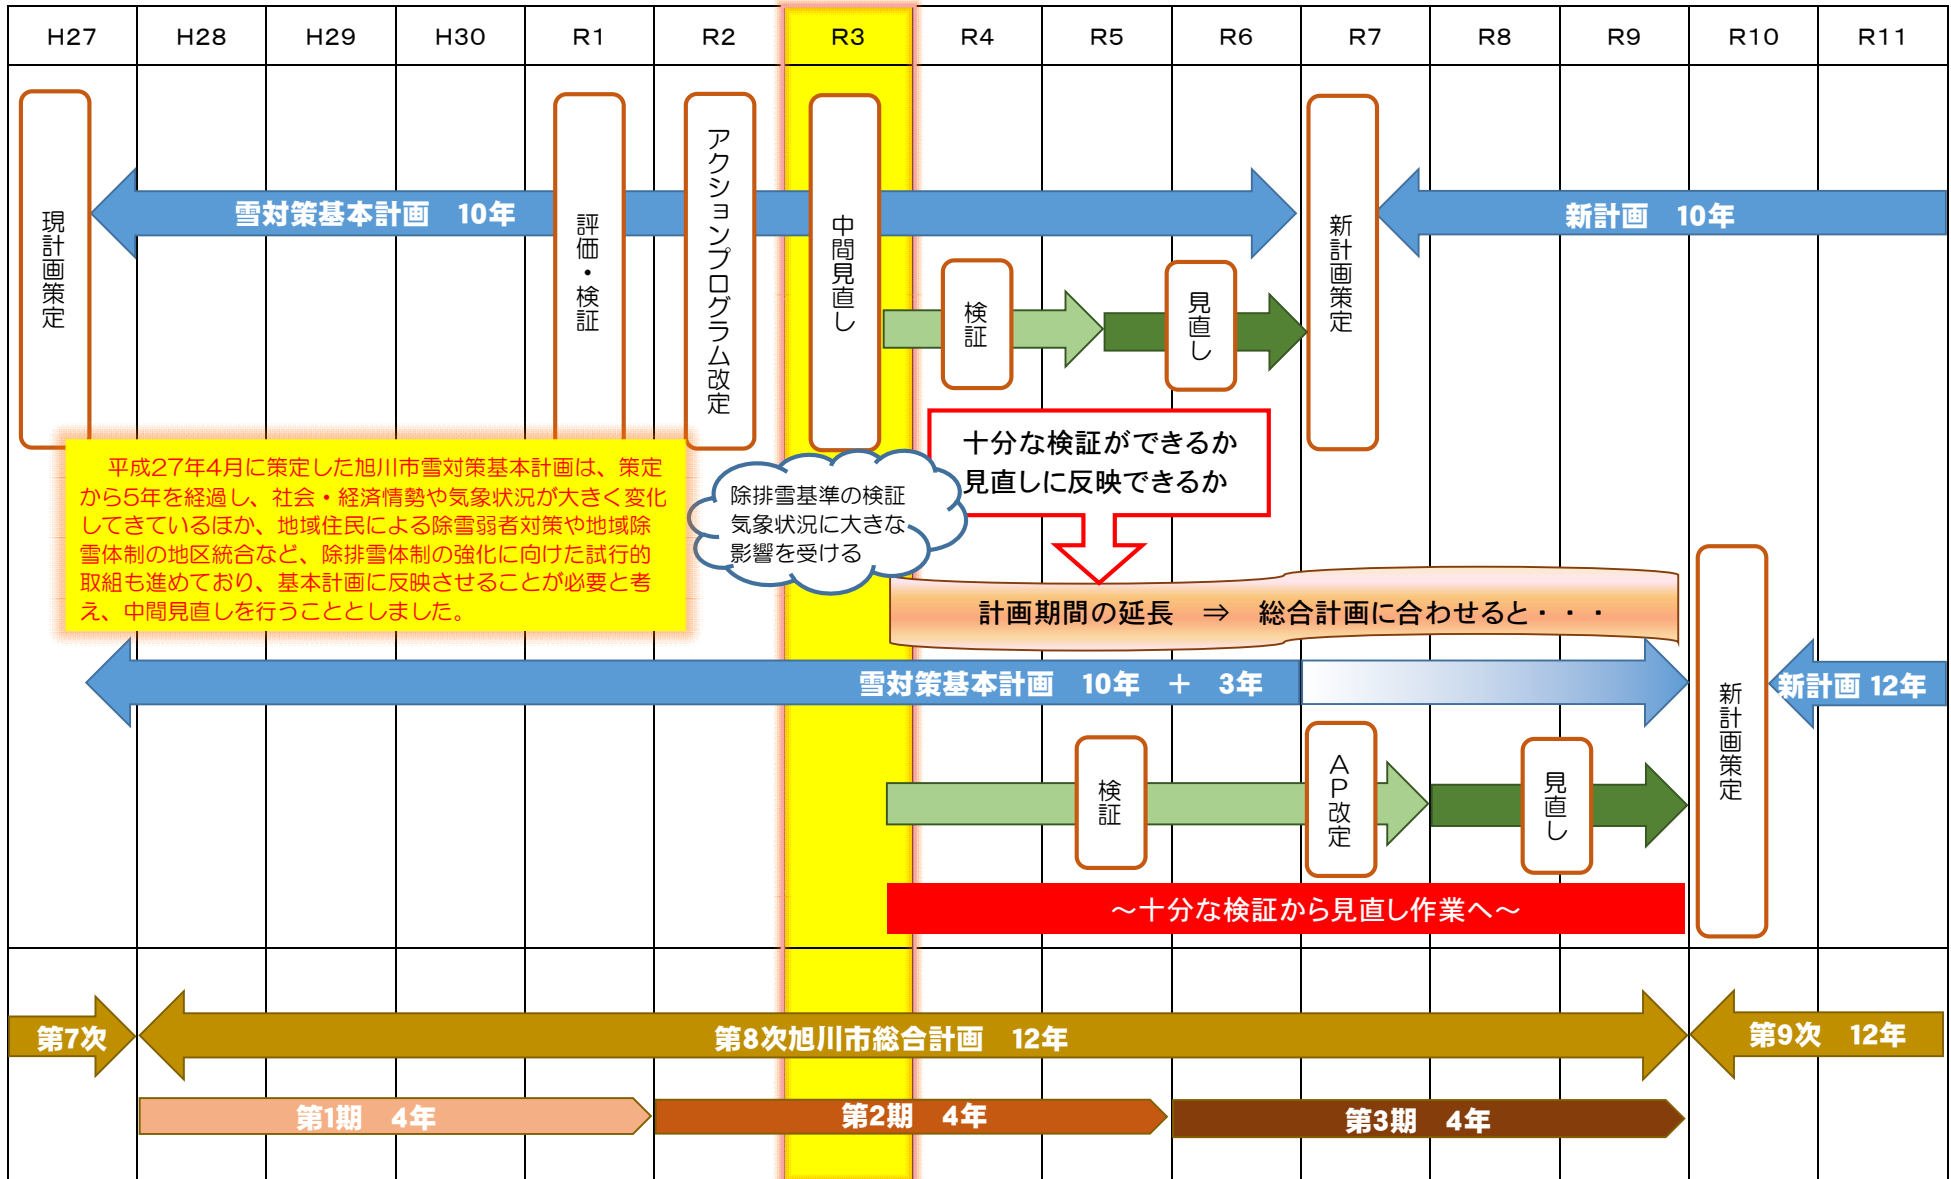 H27 H28 H29 H30 R1 R2 R3 R4 R5 R6 R7 R8 R9 R10 R11
現計画策定
雪対策基本計画　10年
評価・検証
アクションプログラム改定
中間見直し
検証
見直し
新計画策定
新計画　10年
十分な検証ができるか
見直しに反映できるか
平成27年4月に策定した旭川市雪対策基本計画は、策定
から5年を経過し、社会・経済情勢や気象状況が大きく変化
してきているほか、地域住民による除雪弱者対策や地域除
雪体制の地区統合など、除排雪体制の強化に向けた試行的
取組も進めており、基本計画に反映させることが必要と考
え、中間見直しを行うこととしました。
除排雪基準の検証
気象状況に大きな
影響を受ける
計画期間の延長　⇒　総合計画に合わせると・・・
雪対策基本計画　10年　＋　3年
新計画策定
新計画 12年
検証
ＡＰ改定
見直し
～十分な検証から見直し作業へ～
第7次
第8次旭川市総合計画　12年
第9次　12年
第1期　4年
第2期　4年
第3期　4年